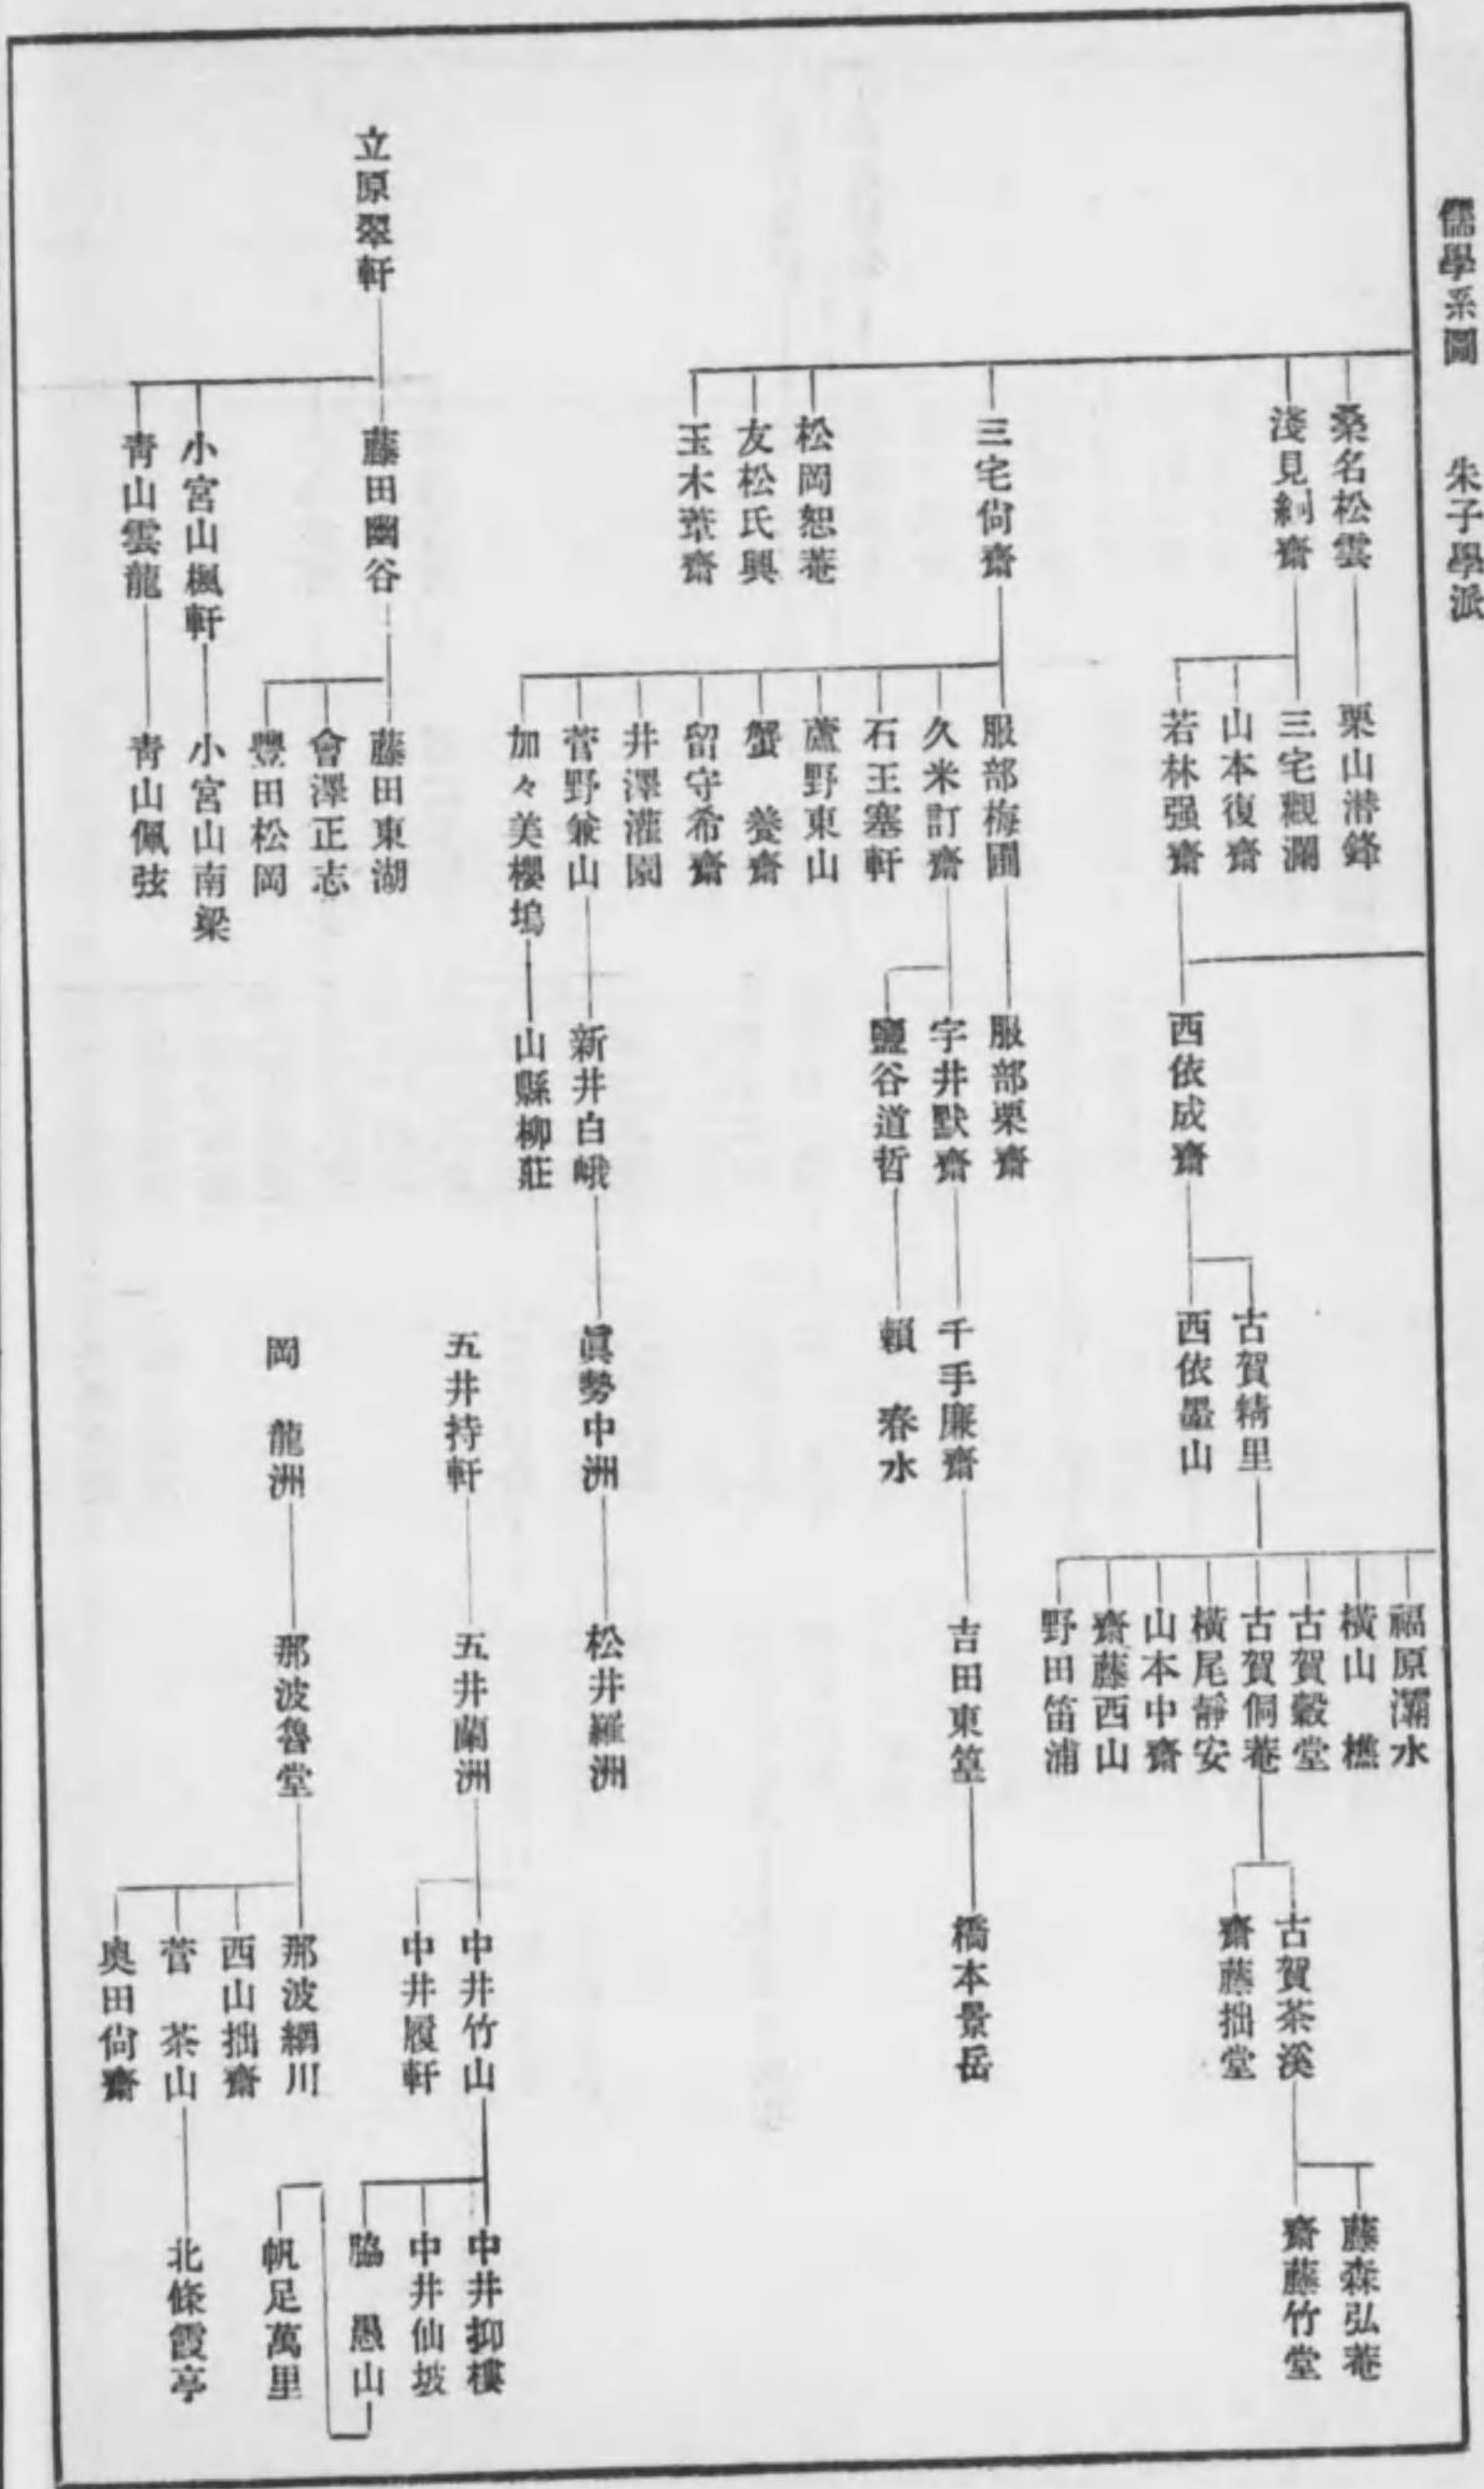 儒學系圖　朱子學派
桑名松雲
淺見絅齋
三宅尙齋
松岡恕菴
友松氏興
玉木葦齋
立原翠軒
藤田幽谷
小宮山楓軒
青山雲龍
栗山潜鋒
三宅觀瀾
山本復齋
若林强齋
服部梅圃
久米訂齋
石王塞軒
蘆野東山
蟹　養齋
留守希齋
井澤灌園
菅野兼山
加々美櫻塢
藤田東湖
會澤正志
豐田松岡
小宮山南梁
青山佩弦
西依成齋
服部栗齋
宇井默齋
鹽谷道哲
新井白峨
山縣柳莊
古賀精里
西依墨山
千手廉齋
賴　春水
眞勢中洲
五井持軒
岡　龍洲
福原瀟水
橫山　樵
古賀穀堂
古賀侗菴
橫尾靜安
山本中齋
齋藤西山
野田笛浦
吉田東篁
松井羅洲
五井蘭洲
那波魯堂
古賀茶溪
齋藤拙堂
橋本景岳
中井竹山
中井履軒
那波網川
西山拙齋
菅　茶山
奧田尙齋
藤森弘菴
齋藤竹堂
中井抑樓
中井仙坡
脇　愚山
帆足萬里
北條霞亭